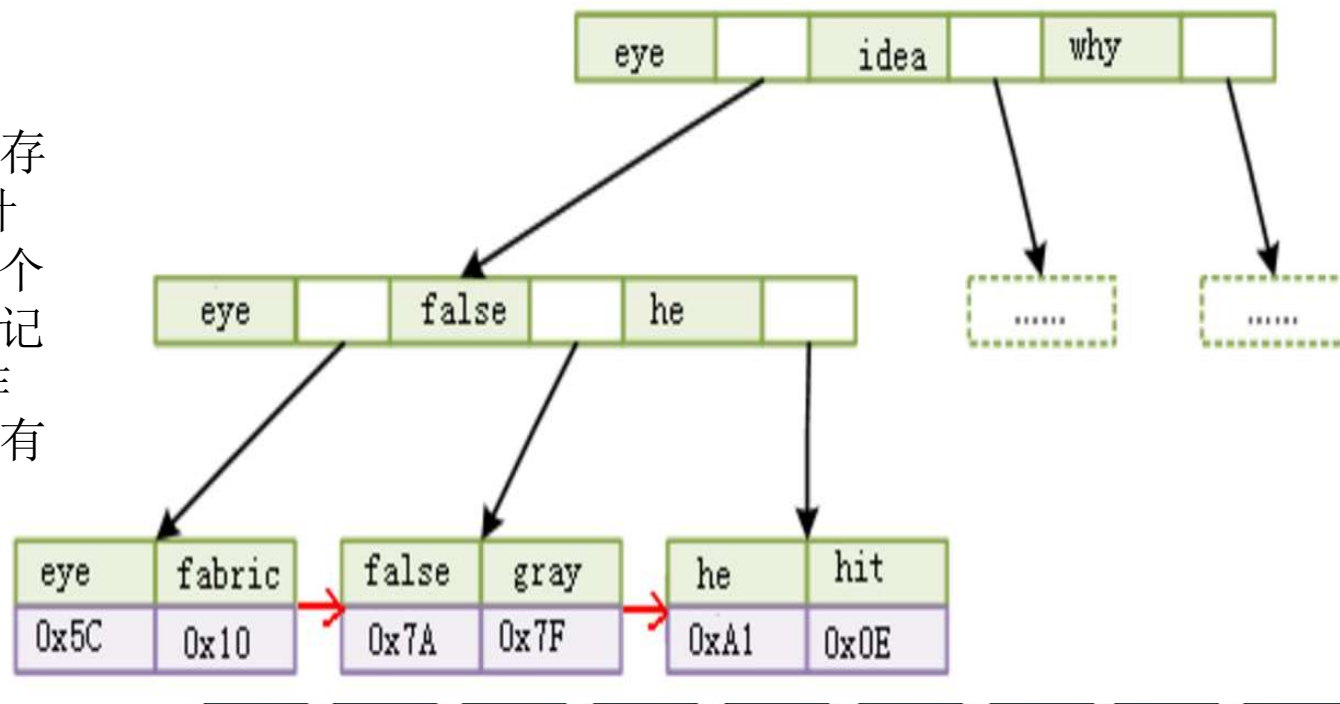 eye idea why
存
计
个
eye false he ...... ......
记
有
eye fabric false gray he hit
0x5C 0x10 0x7A 0x7F 0xA1 0x0E